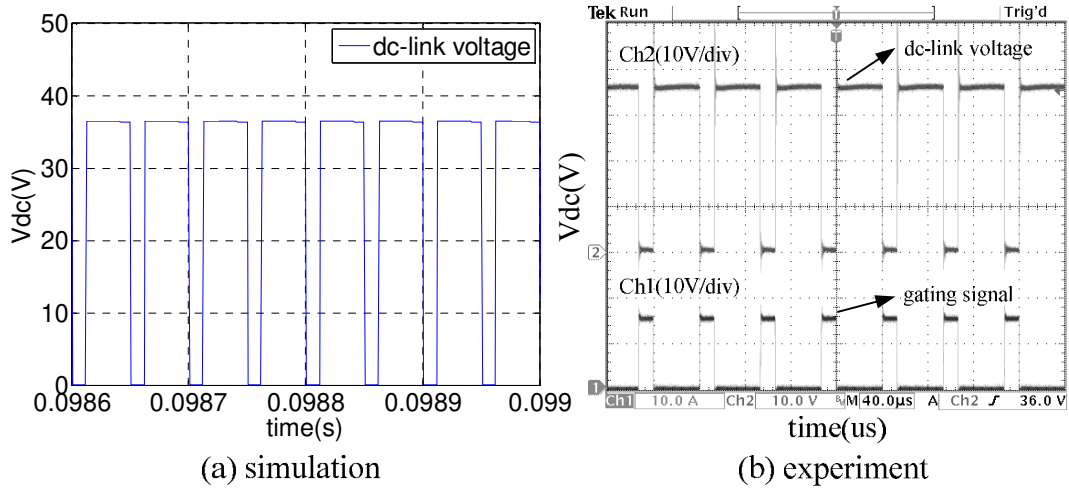 50
40
30
20
10
0
Vdc(V)
dc-link voltage
0.0986 0.0987 0.0988 0.0989 0.099
time(s)
(a) simulation
Tek Run Trig'd
U
T
Ch2(10V/div)
dc-link voltage
Vdc(V)
2
Ch1(10V/div)
gating signal
1
Ch1 10.0 A Ch2 10.0 V M 40.0µs A Ch2 36.0 V
time(us)
(b) experiment